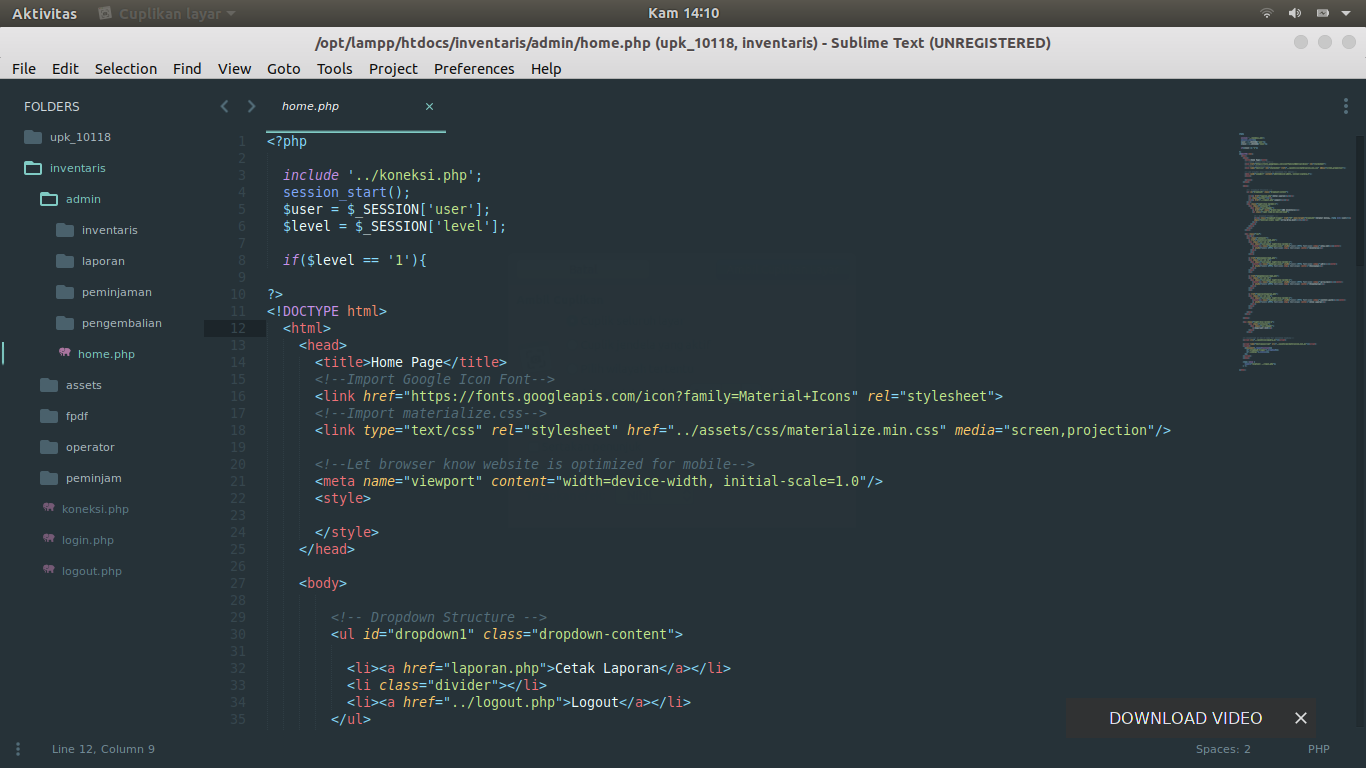 Aktivitas
Cuplikan layar
Kam 14:10
/opt/lampp/htdocs/inventaris/admin/home.php (upk_10118, inventaris) - Sublime Text (UNREGISTERED)
File Edit Selection Find View Goto Tools Project Preferences Help
FOLDERS
upk_10118
inventaris
admin
inventaris
laporan
peminjaman
pengembalian
home.php
assets
fpdf
operator
peminjam
koneksi.php
login.php
logout.php
home.php ×
1 <?php
2
3 include '../koneksi.php';
4 session_start();
5 $user = $_SESSION['user'];
6 $level = $_SESSION['level'];
7
8 if($level == '1'){
9
10 ?>
11 <!DOCTYPE html>
12 <html>
13 <head>
14 <title>Home Page</title>
15 <!--Import Google Icon Font-->
16 <link href="https://fonts.googleapis.com/icon?family=Material+Icons" rel="stylesheet">
17 <!--Import materialize.css-->
18 <link type="text/css" rel="stylesheet" href="../assets/css/materialize.min.css" media="screen,projection"/>
19
20 <!--Let browser know website is optimized for mobile-->
21 <meta name="viewport" content="width=device-width, initial-scale=1.0"/>
22 <style>
23
24 </style>
25 </head>
26
27 <body>
28
29 <!-- Dropdown Structure -->
30 <ul id="dropdown1" class="dropdown-content">
31
32 <li><a href="laporan.php">Cetak Laporan</a></li>
33 <li class="divider"></li>
34 <li><a href="../logout.php">Logout</a></li>
35 </ul>
DOWNLOAD VIDEO ×
Line 12, Column 9
Spaces: 2
PHP